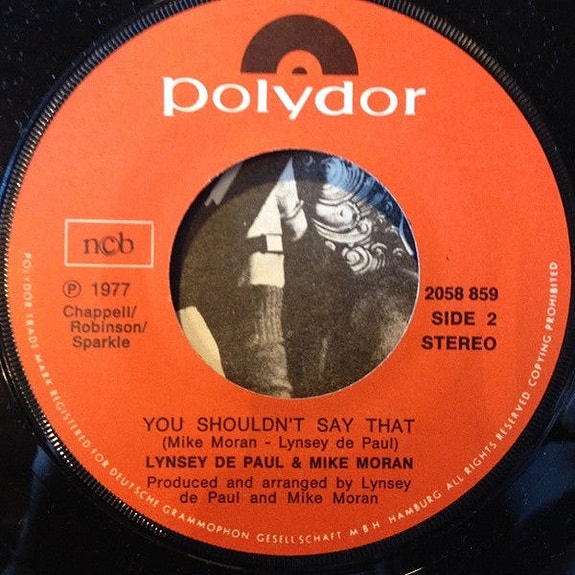 polydor
ncb
℗ 1977
Chappell/
Robinson/
Sparkle
2058 859
SIDE 2
STEREO
YOU SHOULDN'T SAY THAT
(Mike Moran - Lynsey de Paul)
LYNSEY DE PAUL & MIKE MORAN
Produced and arranged by Lynsey
de Paul and Mike Moran
POLYDOR TRADE MARK REGISTERED FOR DEUTSCHE GRAMMOPHON GESELLSCHAFT MBH HAMBURG ALL RIGHTS RESERVED COPYING PROHIBITED